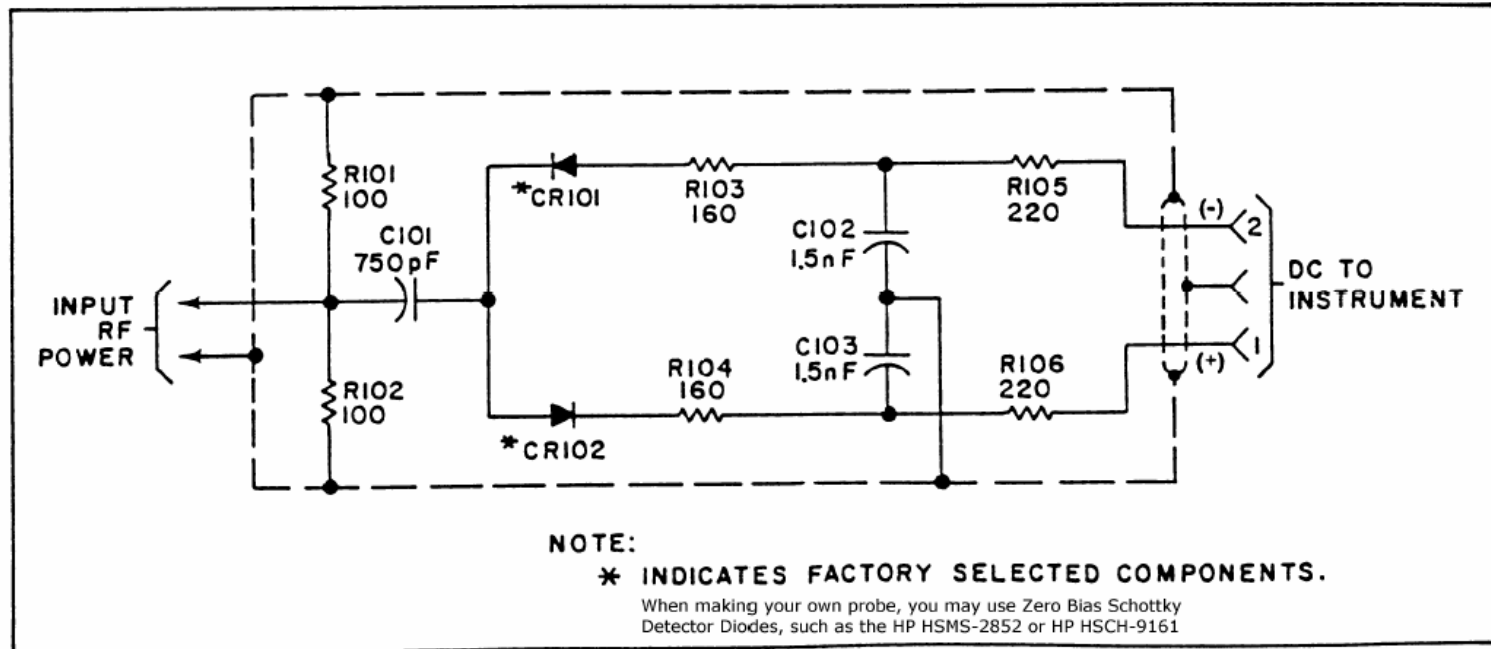 R101
100
*CR101
R103
160
R105
220
C101
750pF
C102
1.5nF
(-)
2
INPUT
RF
POWER
DC TO
INSTRUMENT
R102
100
C103
1.5nF
R104
160
R106
220
1
(+)
*CR102
NOTE:
* INDICATES FACTORY SELECTED COMPONENTS.
When making your own probe, you may use Zero Bias Schottky
Detector Diodes, such as the HP HSMS-2852 or HP HSCH-9161